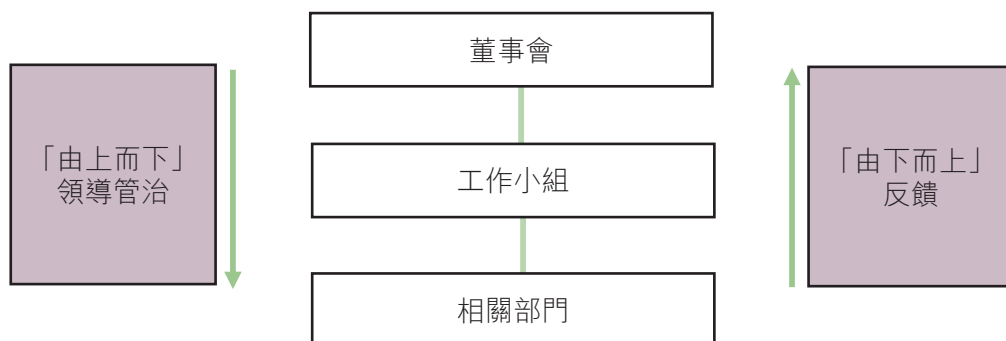 董事會
「由上而下」
領導管治
工作小組
「由下而上」
反饋
相關部門